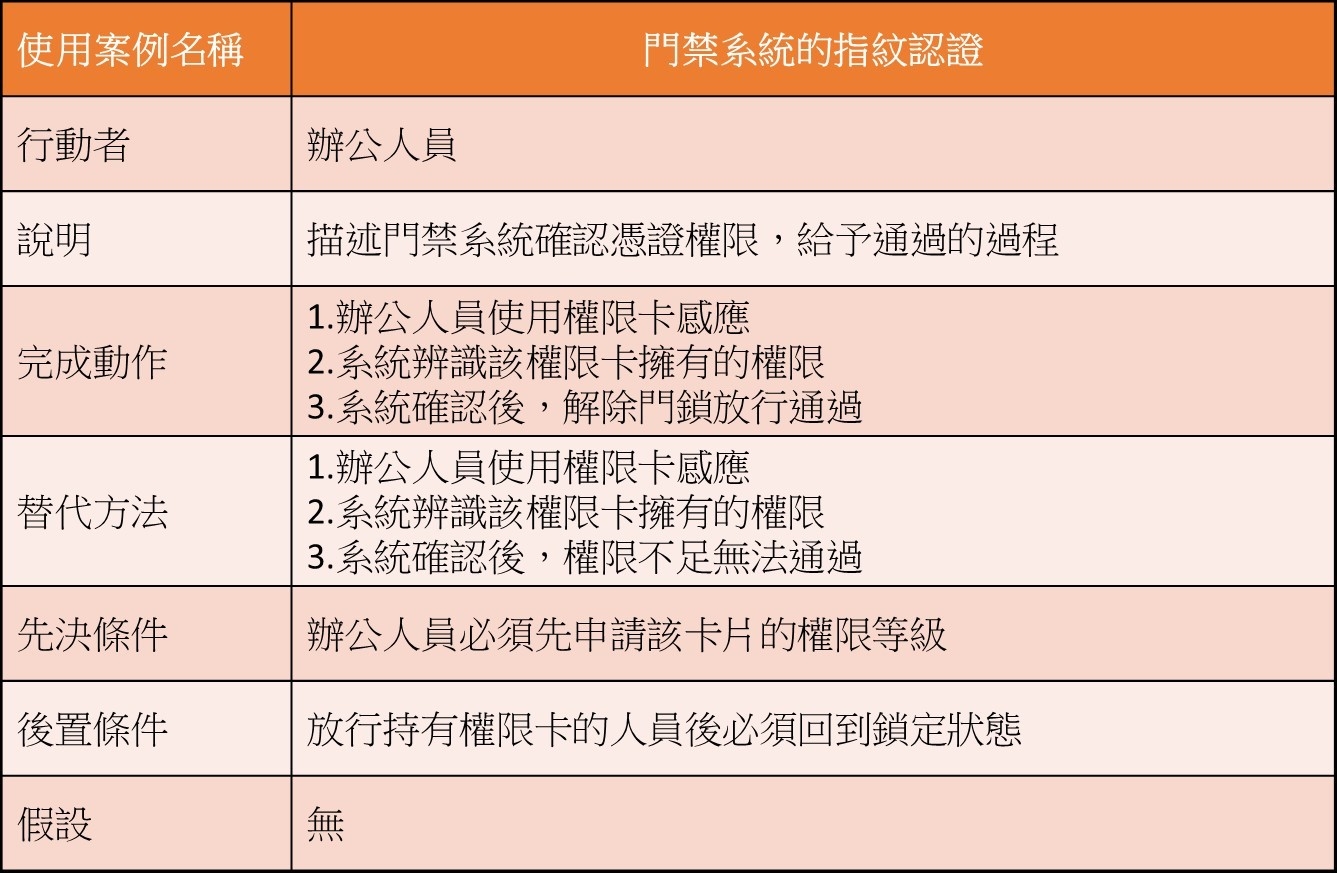 使用案例名稱 門禁系統的指紋認證
行動者 辦公人員
說明 描述門禁系統確認憑證權限，給予通過的過程
完成動作
1.辦公人員使用權限卡感應
2.系統辨識該權限卡擁有的權限
3.系統確認後，解除門鎖放行通過
替代方法
1.辦公人員使用權限卡感應
2.系統辨識該權限卡擁有的權限
3.系統確認後，權限不足無法通過
先決條件 辦公人員必須先申請該卡片的權限等級
後置條件 放行持有權限卡的人員後必須回到鎖定狀態
假設 無